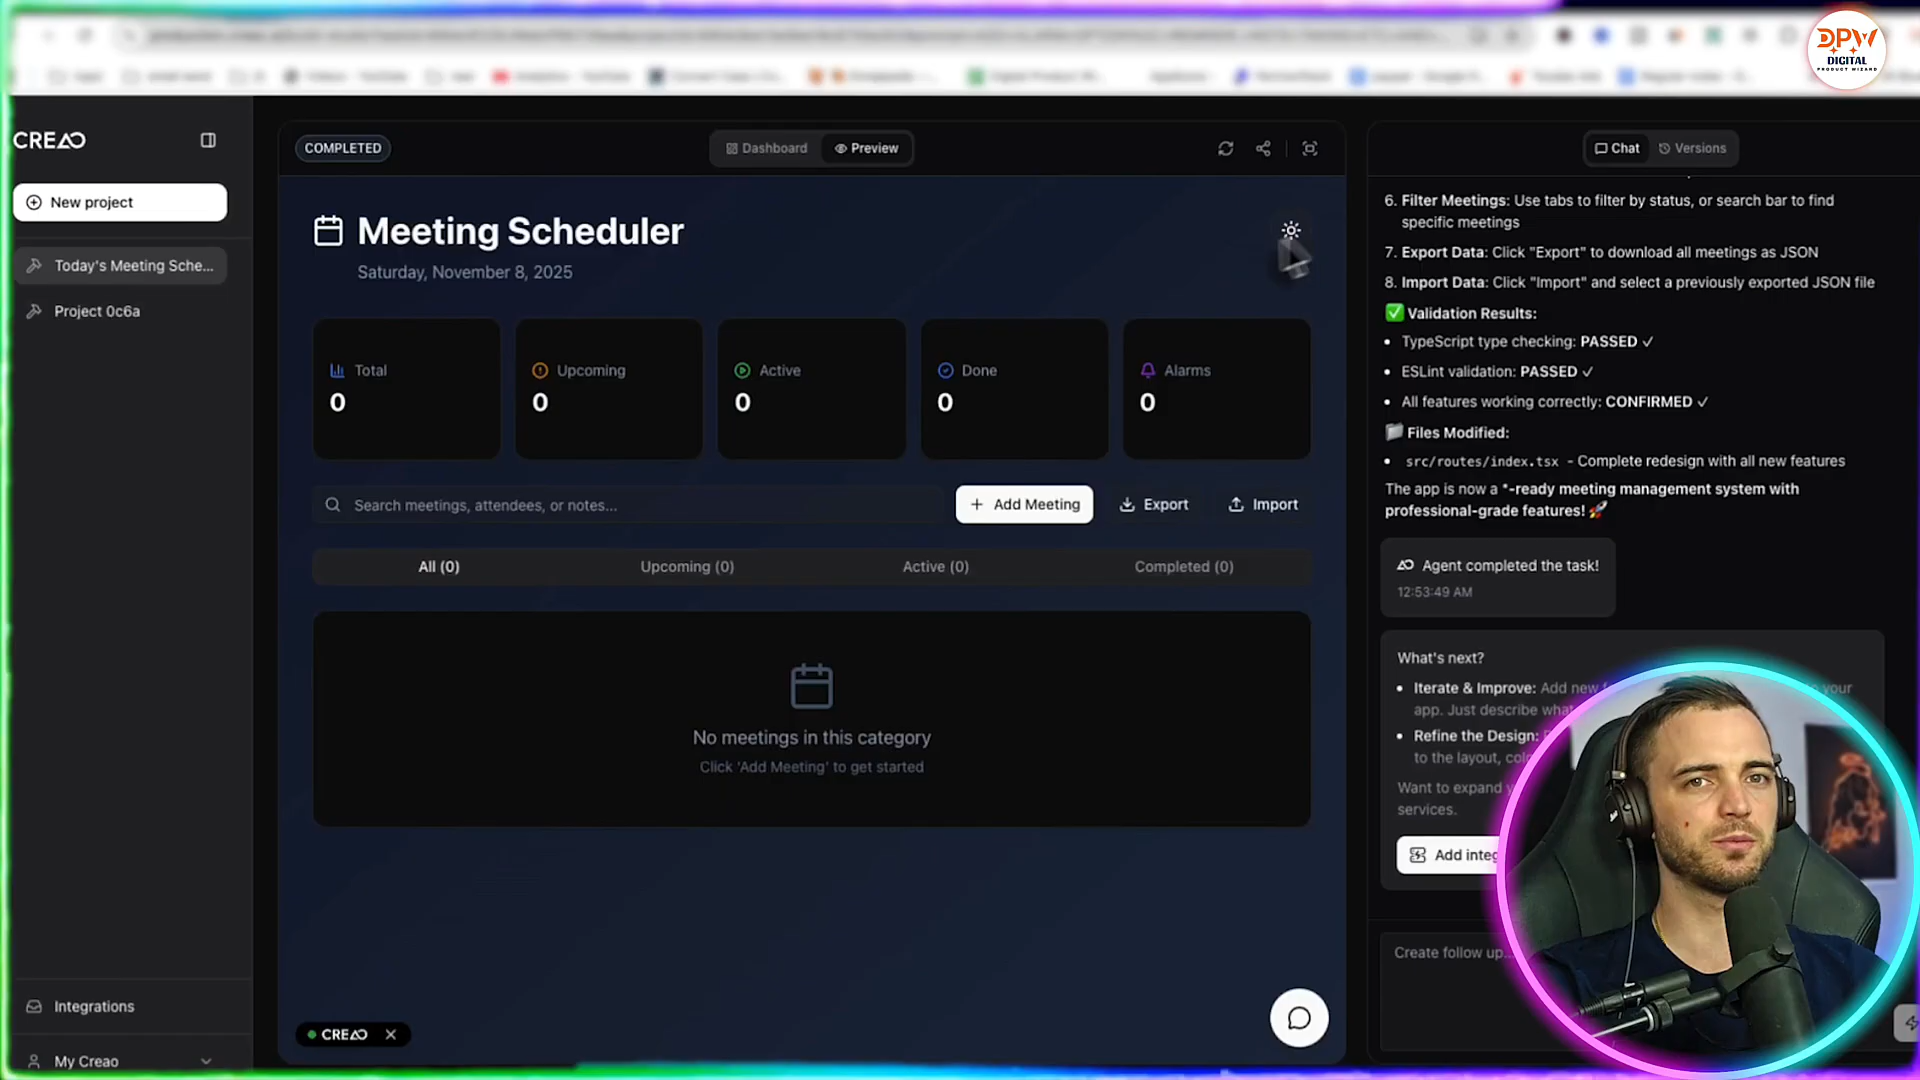 DPW
DIGITAL
PRODUCT WIZARD
CREAO
New project
Today's Meeting Sche...
Project 0c6a
Integrations
My Creao
COMPLETED
Dashboard
Preview
Meeting Scheduler
Saturday, November 8, 2025
Total
0
Upcoming
0
Active
0
Done
0
Alarms
0
Search meetings, attendees, or notes...
Add Meeting
Export
Import
All (0)
Upcoming (0)
Active (0)
Completed (0)
No meetings in this category
Click 'Add Meeting' to get started
CREAO
Chat
Versions
6. Filter Meetings: Use tabs to filter by status, or search bar to find
specific meetings
7. Export Data: Click "Export" to download all meetings as JSON
8. Import Data: Click "Import" and select a previously exported JSON file
✅ Validation Results:
• TypeScript type checking: PASSED ✓
• ESLint validation: PASSED ✓
• All features working correctly: CONFIRMED ✓
📁 Files Modified:
• src/routes/index.tsx - Complete redesign with all new features
The app is now a *-ready meeting management system with
professional-grade features! 🚀
Agent completed the task!
12:53:49 AM
What's next?
• Iterate & Improve: Add new your
app. Just describe what
• Refine the Design:
to the layout,
Want to expand
services.
Add
Create follow up...